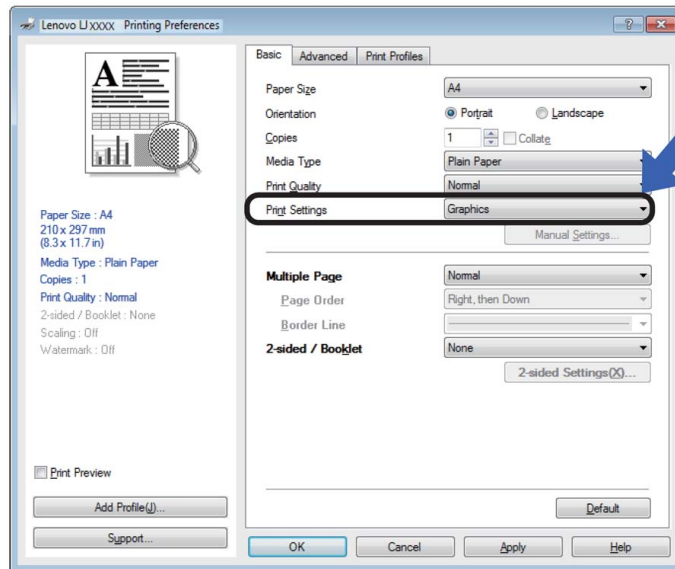 Lenovo LJ XXXX Printing Preferences
Basic
Advanced
Print Profiles
A
Paper Size : A4
210 x 297 mm
(8.3 x 11.7 in)
Media Type : Plain Paper
Copies : 1
Print Quality : Normal
2-sided / Booklet : None
Scaling : Off
Watermark : Off
Print Preview
Add Profile(J)...
Support...
Paper Size A4
Orientation Portrait Landscape
Copies 1 Collate
Media Type Plain Paper
Print Quality Normal
Print Settings Graphics
Manual Settings...
Multiple Page Normal
Page Order Right, then Down
Border Line
2-sided / Booklet None
2-sided Settings(X)...
Default
OK Cancel Apply Help